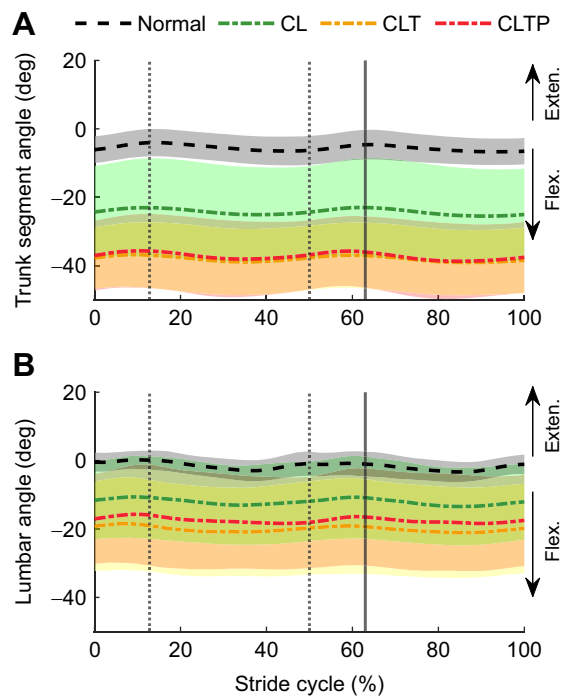 A
Normal CL CLT CLTP
Trunk segment angle (deg)
20
0
–20
–40
Exten.
Flex.
0 20 40 60 80 100
B
Lumbar angle (deg)
20
0
–20
–40
Exten.
Flex.
0 20 40 60 80 100
Stride cycle (%)